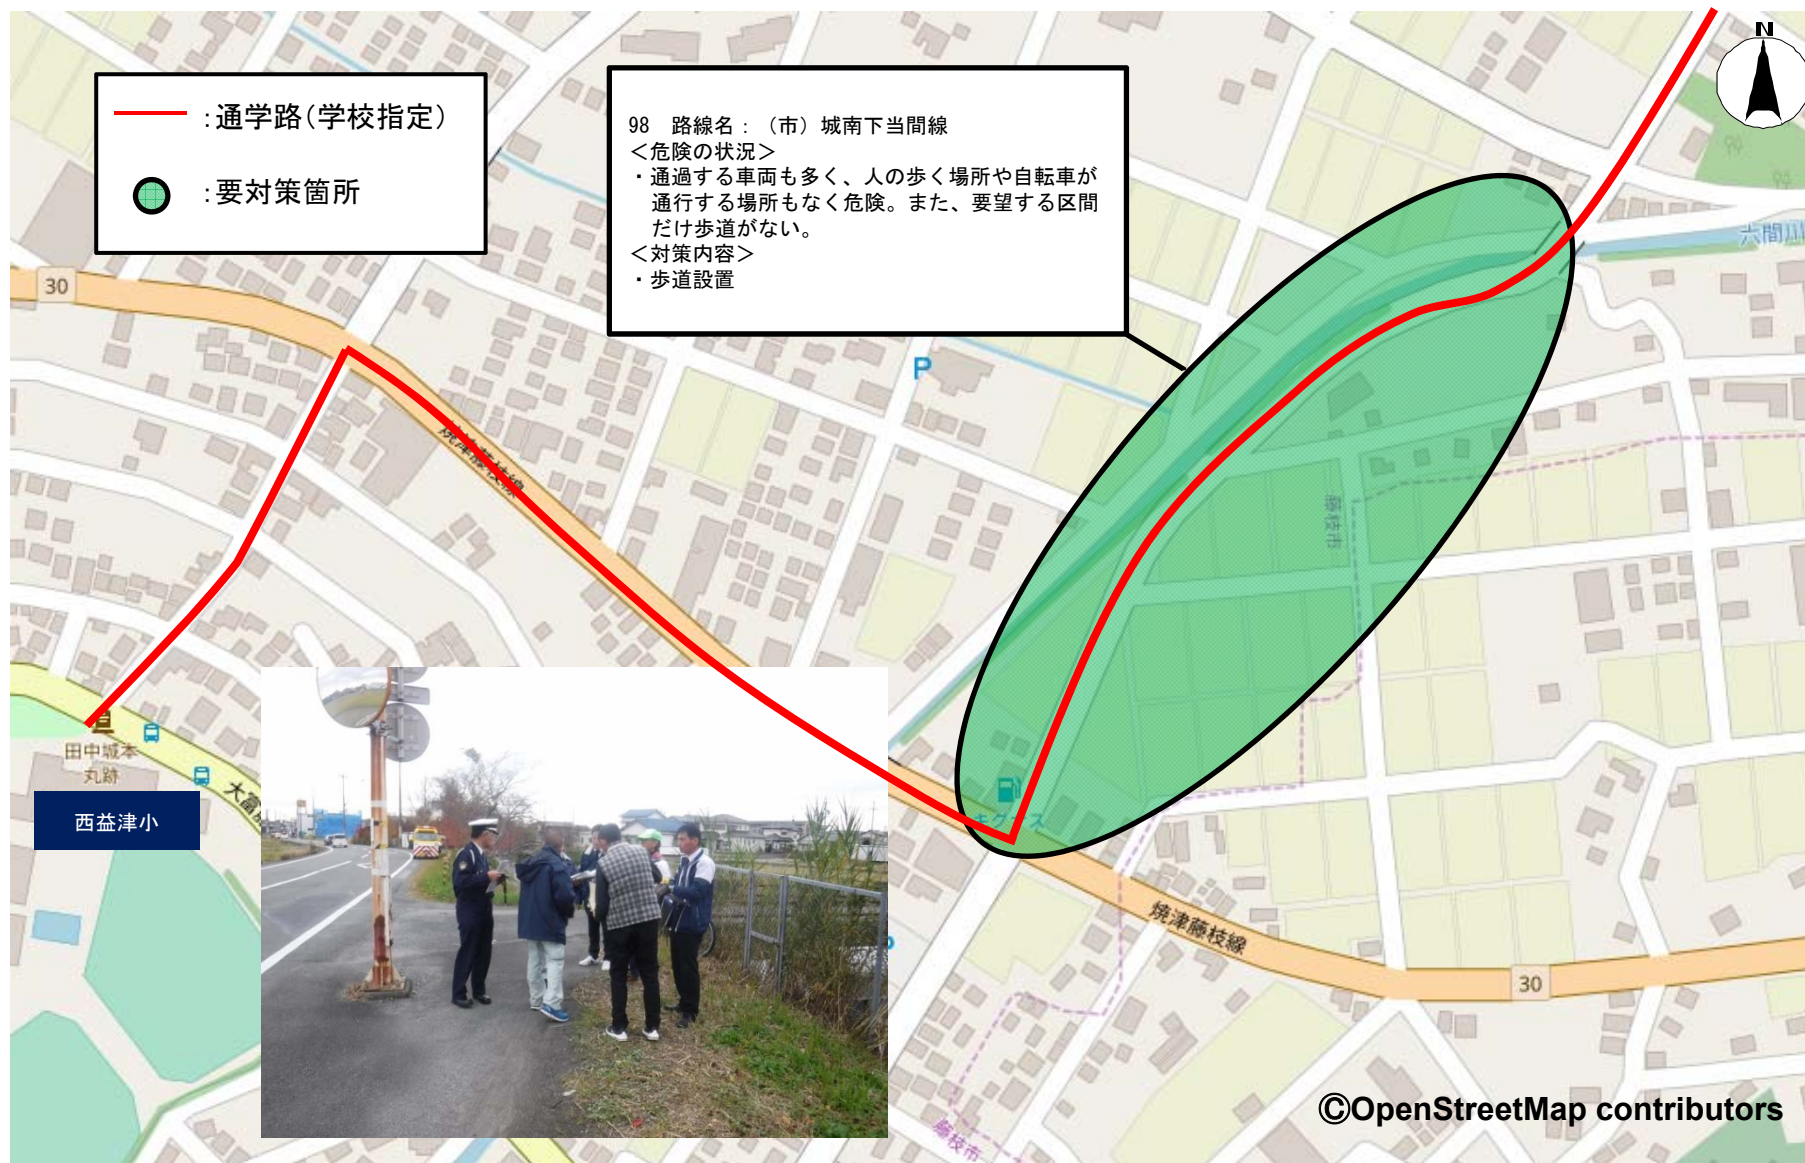 N
:通学路(学校指定)
:要対策箇所
98 路線名:(市)城南下当間線
<危険の状況>
・通過する車両も多く、人の歩く場所や自転車が
通行する場所もなく危険。また、要望する区間
だけ歩道がない。
<対策内容>
・歩道設置
六間川
30
P
焼津藤枝線
藤枝市
田中城本
丸跡
西益津小
キグナス
焼津藤枝線
30
藤枝市
©OpenStreetMap contributors